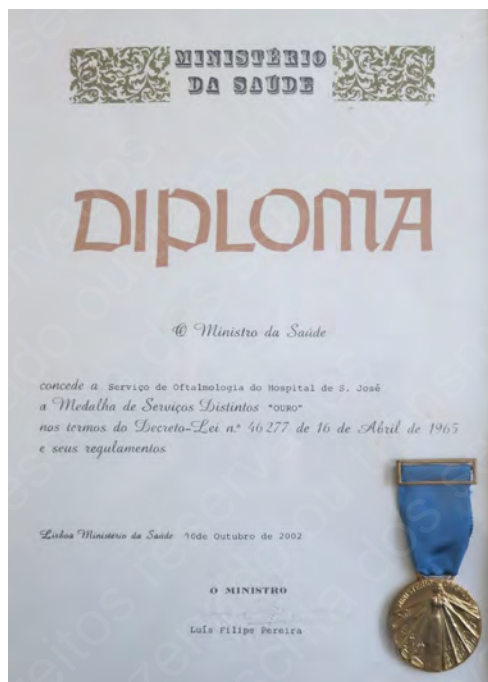 MINISTÉRIO
DA SAÚDE
DIPLOMA
O Ministro da Saúde
concede a Serviço de Oftalmologia do Hospital de S. José
a Medalha de Serviços Distintos "OURO"
nos termos do Decreto-Lei n.º 46277 de 16 de Abril de 1965
e seus regulamentos
Lisboa Ministério da Saúde 10de Outubro de 2002
O MINISTRO
Luís Filipe Pereira